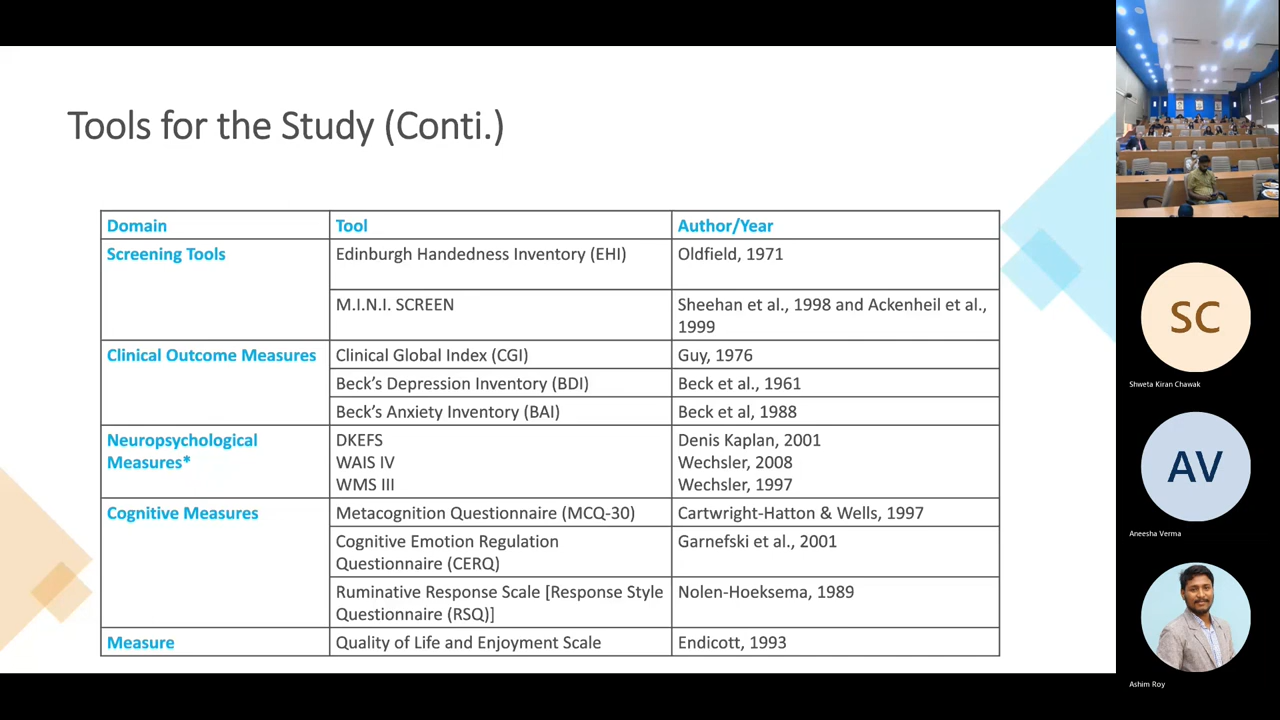 Tools for the Study (Conti.)
Domain Tool Author/Year
Screening Tools Edinburgh Handedness Inventory (EHI) Oldfield, 1971
M.I.N.I. SCREEN Sheehan et al., 1998 and Ackenheil et al.,
1999
Clinical Outcome Measures Clinical Global Index (CGI) Guy, 1976
Beck's Depression Inventory (BDI) Beck et al., 1961
Beck's Anxiety Inventory (BAI) Beck et al, 1988
Neuropsychological DKEFS Denis Kaplan, 2001
Measures* WAIS IV Wechsler, 2008
WMS III Wechsler, 1997
Cognitive Measures Metacognition Questionnaire (MCQ-30) Cartwright-Hatton & Wells, 1997
Cognitive Emotion Regulation Garnefski et al., 2001
Questionnaire (CERQ)
Ruminative Response Scale [Response Style Nolen-Hoeksema, 1989
Questionnaire (RSQ)]
Measure Quality of Life and Enjoyment Scale Endicott, 1993
SC
Shweta Kiran Chawak
AV
Aneesha Verma
Ashim Roy